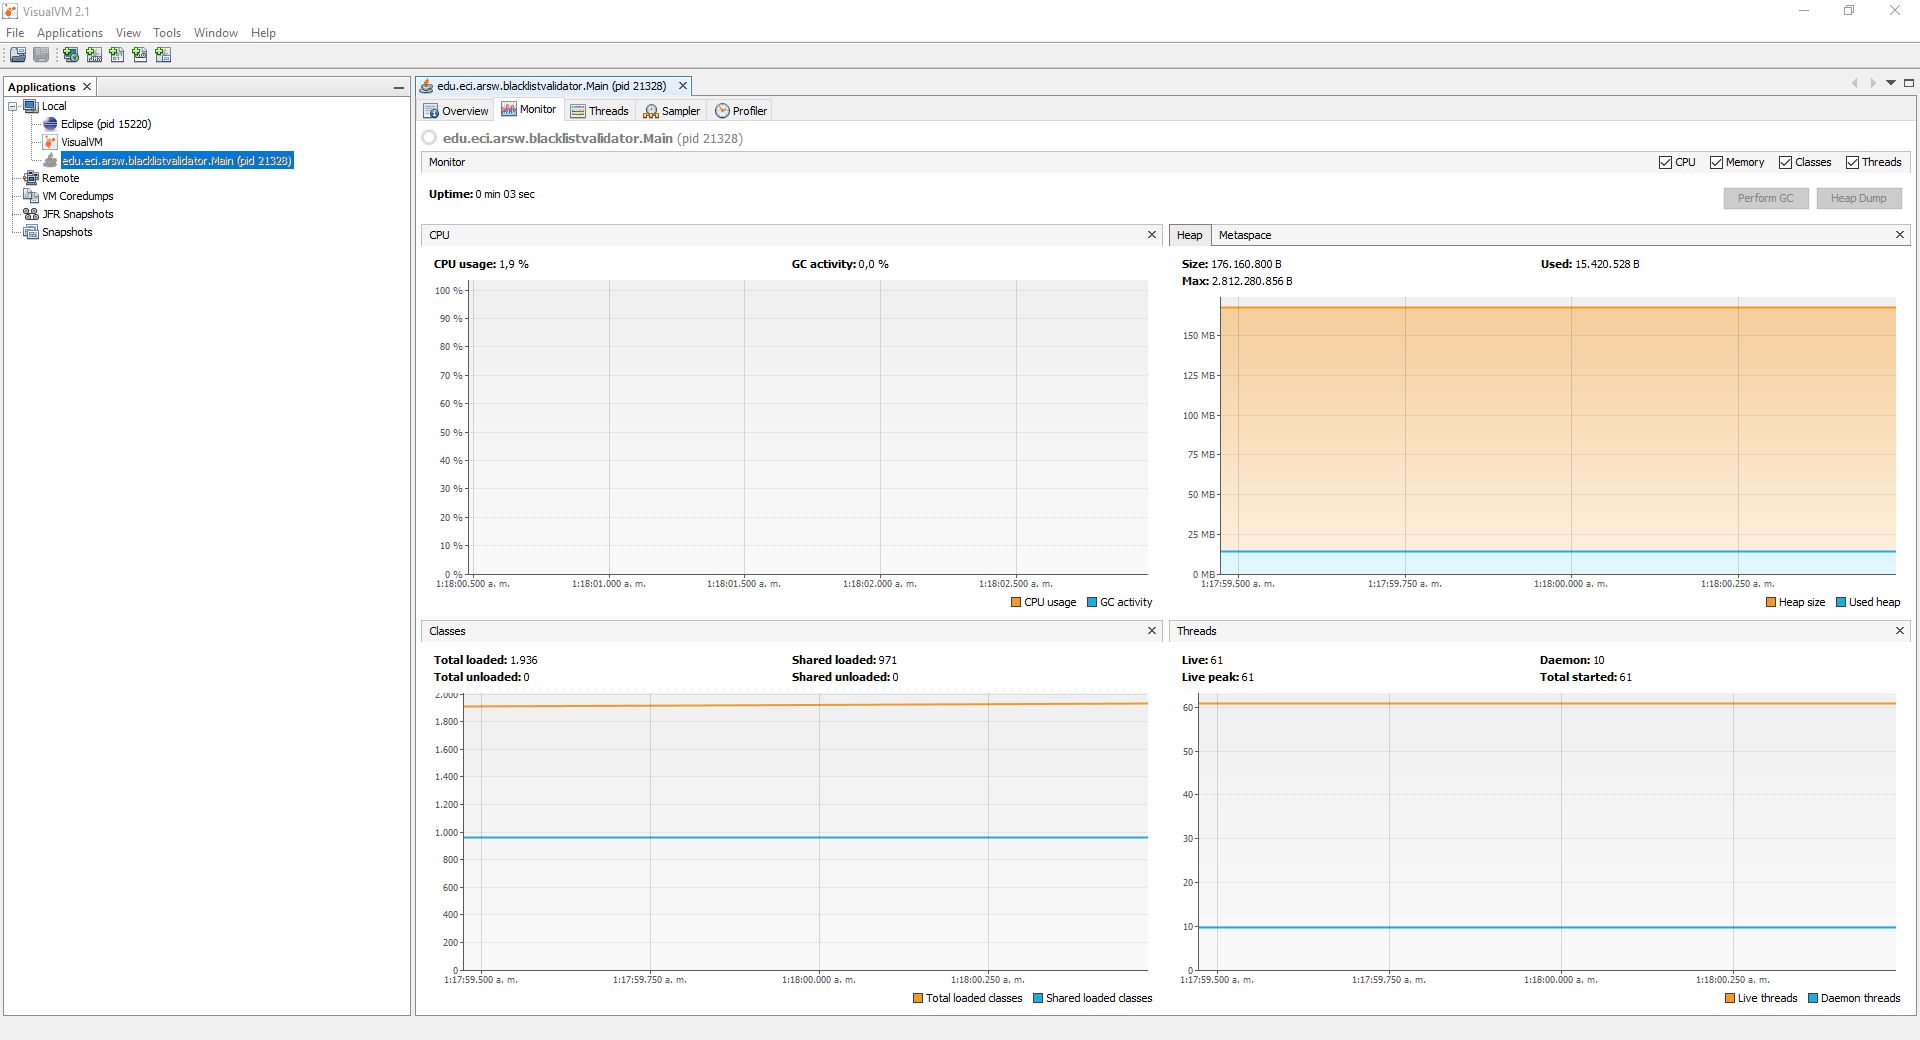 VisualVM 2.1
File Applications View Tools Window Help
Applications
Local
Eclipse (pid 15220)
VisualVM
edu.eci.arsw.blacklistvalidator.Main (pid 21328)
Remote
VM Coredumps
JFR Snapshots
Snapshots
edu.eci.arsw.blacklistvalidator.Main (pid 21328)
Overview Monitor Threads Sampler Profiler
edu.eci.arsw.blacklistvalidator.Main (pid 21328)
Monitor CPU Memory Classes Threads
Uptime: 0 min 03 sec
Perform GC Heap Dump
CPU
CPU usage: 1,9 % GC activity: 0,0 %
100 %
90 %
80 %
70 %
60 %
50 %
40 %
30 %
20 %
10 %
0 %
1:18:00.500 a. m. 1:18:01.000 a. m. 1:18:01.500 a. m. 1:18:02.000 a. m. 1:18:02.500 a. m.
CPU usage GC activity
Heap Metaspace
Size: 176.160.800 B Used: 15.420.528 B
Max: 2.812.280.856 B
150 MB
125 MB
100 MB
75 MB
50 MB
25 MB
0 MB
1:17:59.500 a. m. 1:17:59.750 a. m. 1:18:00.000 a. m. 1:18:00.250 a. m.
Heap size Used heap
Classes
Total loaded: 1.936 Shared loaded: 971
Total unloaded: 0 Shared unloaded: 0
2.000
1.800
1.600
1.400
1.200
1.000
800
600
400
200
0
1:17:59.500 a. m. 1:17:59.750 a. m. 1:18:00.000 a. m. 1:18:00.250 a. m.
Total loaded classes Shared loaded classes
Threads
Live: 61 Daemon: 10
Live peak: 61 Total started: 61
60
50
40
30
20
10
0
1:17:59.500 a. m. 1:17:59.750 a. m. 1:18:00.000 a. m. 1:18:00.250 a. m.
Live threads Daemon threads